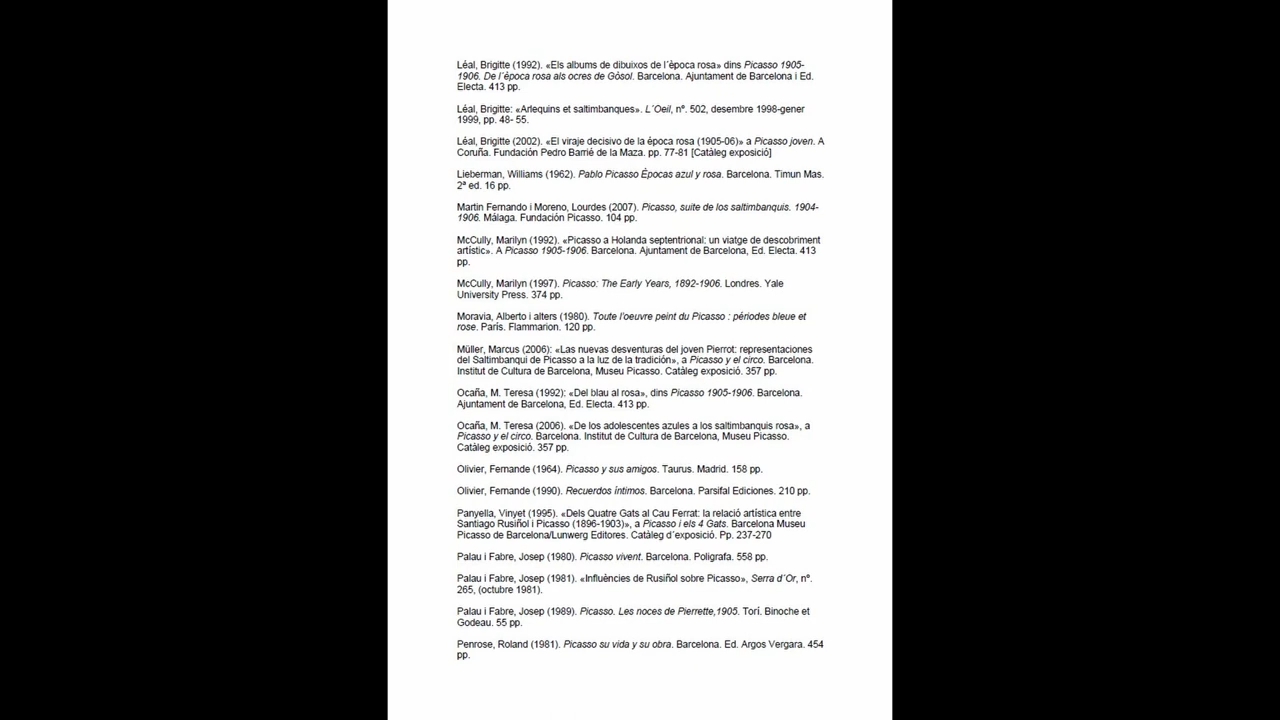 Léal, Brigitte (1992). «Els albums de dibuixos de l´època rosa» dins Picasso 1905-
1906. De l´època rosa als ocres de Gósol. Barcelona. Ajuntament de Barcelona i Ed.
Electa. 413 pp.
Léal, Brigitte: «Arlequins et saltimbanques». L´Oeil, nº. 502, desembre 1998-gener
1999, pp. 48- 55.
Léal, Brigitte (2002). «El viraje decisivo de la época rosa (1905-06)» a Picasso joven. A
Coruña. Fundación Pedro Barrié de la Maza. pp. 77-81 [Catàleg exposició]
Lieberman, Williams (1962). Pablo Picasso Épocas azul y rosa. Barcelona. Timun Mas.
2ª ed. 16 pp.
Martin Fernando i Moreno, Lourdes (2007). Picasso, suite de los saltimbanquis. 1904-
1906. Málaga. Fundación Picasso. 104 pp.
McCully, Marilyn (1992). «Picasso a Holanda septentrional: un viatge de descobriment
artístic». A Picasso 1905-1906. Barcelona. Ajuntament de Barcelona, Ed. Electa. 413
pp.
McCully, Marilyn (1997). Picasso: The Early Years, 1892-1906. Londres. Yale
University Press. 374 pp.
Moravia, Alberto i alters (1980). Toute l'oeuvre peint du Picasso : périodes bleue et
rose. París. Flammarion. 120 pp.
Müller, Marcus (2006): «Las nuevas desventuras del joven Pierrot: representaciones
del Saltimbanqui de Picasso a la luz de la tradición», a Picasso y el circo. Barcelona.
Institut de Cultura de Barcelona, Museu Picasso. Catàleg exposició. 357 pp.
Ocaña, M. Teresa (1992): «Del blau al rosa», dins Picasso 1905-1906. Barcelona.
Ajuntament de Barcelona, Ed. Electa. 413 pp.
Ocaña, M. Teresa (2006). «De los adolescentes azules a los saltimbanquis rosa», a
Picasso y el circo. Barcelona. Institut de Cultura de Barcelona, Museu Picasso.
Catàleg exposició. 357 pp.
Olivier, Fernande (1964). Picasso y sus amigos. Taurus. Madrid. 158 pp.
Olivier, Fernande (1990). Recuerdos íntimos. Barcelona. Parsifal Ediciones. 210 pp.
Panyella, Vinyet (1995). «Dels Quatre Gats al Cau Ferrat: la relació artística entre
Santiago Rusiñol i Picasso (1896-1903)», a Picasso i els 4 Gats. Barcelona Museu
Picasso de Barcelona/Lunwerg Editores. Catàleg d´exposició. Pp. 237-270
Palau i Fabre, Josep (1980). Picasso vivent. Barcelona. Poligrafa. 558 pp.
Palau i Fabre, Josep (1981). «Influències de Rusiñol sobre Picasso», Serra d´Or, nº.
265, (octubre 1981).
Palau i Fabre, Josep (1989). Picasso. Les noces de Pierrette,1905. Torí. Binoche et
Godeau. 55 pp.
Penrose, Roland (1981). Picasso su vida y su obra. Barcelona. Ed. Argos Vergara. 454
pp.